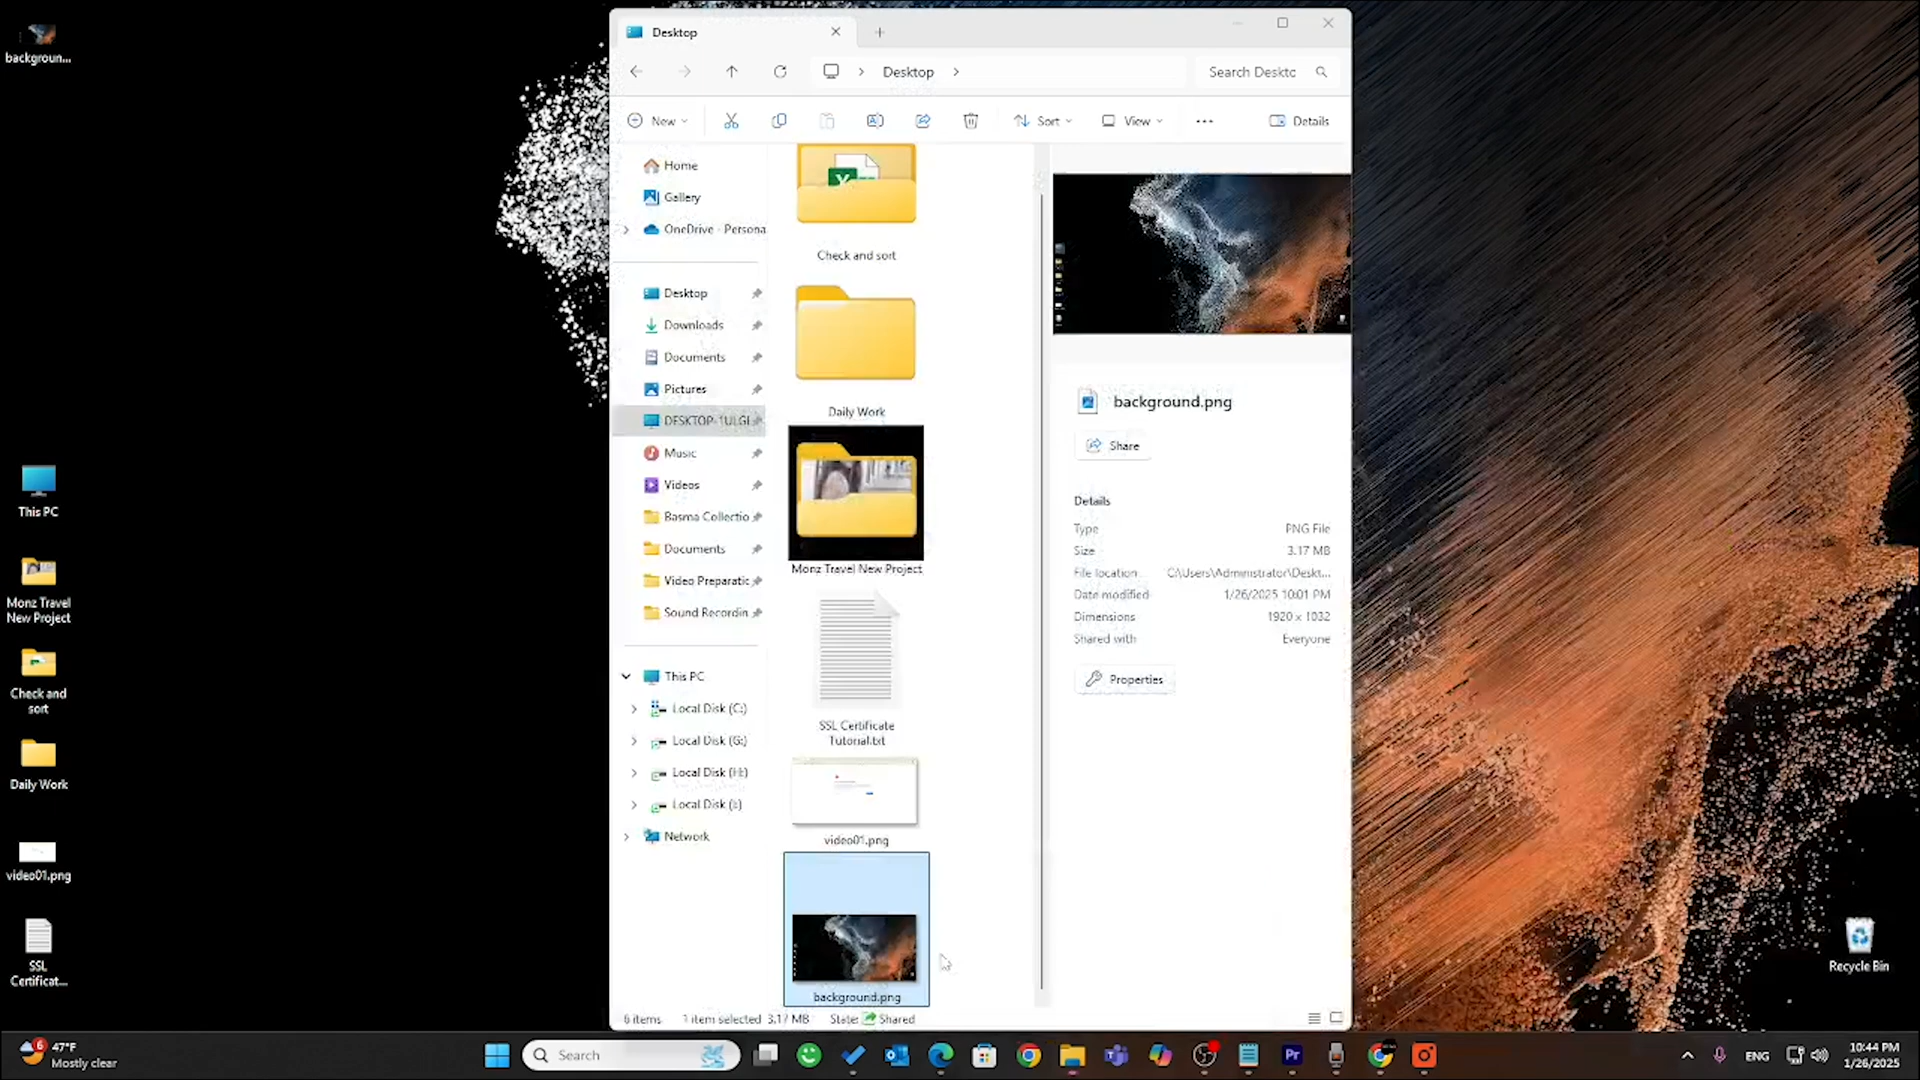 backgroun...
This PC
Monz Travel
New Project
Check and
sort
Daily Work
video01.png
SSL
Certificat...
Desktop
Desktop
New
Sort
View
Details
Home
Gallery
OneDrive - Persona
Desktop
Downloads
Documents
Pictures
DESKTOP-1ULGI
Music
Videos
Basma Collectio
Documents
Video Preparatic
Sound Recordin
This PC
Local Disk (C:)
Local Disk (G:)
Local Disk (H:)
Local Disk (I:)
Network
Check and sort
Daily Work
Monz Travel New Project
SSL Certificate
Tutorial.txt
video01.png
background.png
background.png
Share
Details
Type PNG File
Size 3.17 MB
File location C:\Users\Administrator\Deskt...
Date modified 1/26/2025 10:01 PM
Dimensions 1920 x 1032
Shared with Everyone
Properties
6 items 1 item selected 3.17 MB State: Shared
Recycle Bin
6
47°F
Mostly clear
Search
Pr
ENG
10:44 PM
1/26/2025